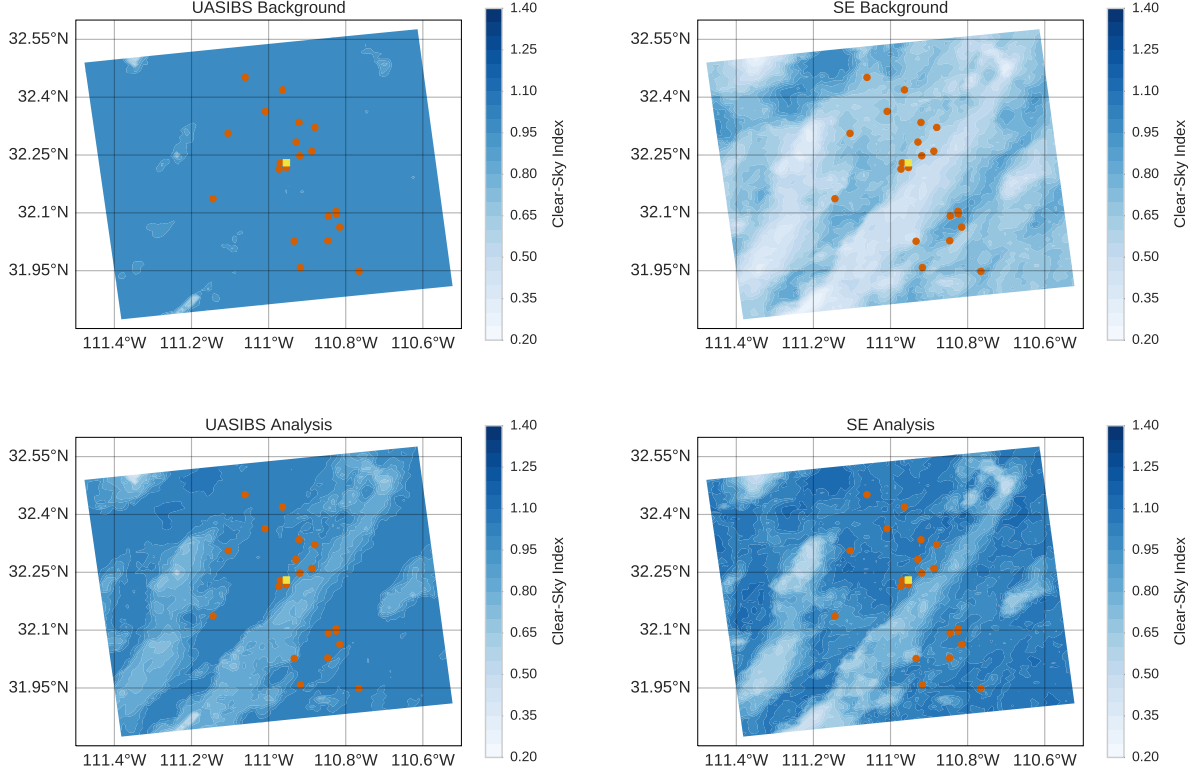 UASIBS Background
32.55°N
32.4°N
32.25°N
32.1°N
31.95°N
111.4°W 111.2°W 111°W 110.8°W 110.6°W
1.40
1.25
1.10
0.95
0.80
0.65
0.50
0.35
0.20
Clear-Sky Index
SE Background
32.55°N
32.4°N
32.25°N
32.1°N
31.95°N
111.4°W 111.2°W 111°W 110.8°W 110.6°W
1.40
1.25
1.10
0.95
0.80
0.65
0.50
0.35
0.20
Clear-Sky Index
UASIBS Analysis
32.55°N
32.4°N
32.25°N
32.1°N
31.95°N
111.4°W 111.2°W 111°W 110.8°W 110.6°W
1.40
1.25
1.10
0.95
0.80
0.65
0.50
0.35
0.20
Clear-Sky Index
SE Analysis
32.55°N
32.4°N
32.25°N
32.1°N
31.95°N
111.4°W 111.2°W 111°W 110.8°W 110.6°W
1.40
1.25
1.10
0.95
0.80
0.65
0.50
0.35
0.20
Clear-Sky Index